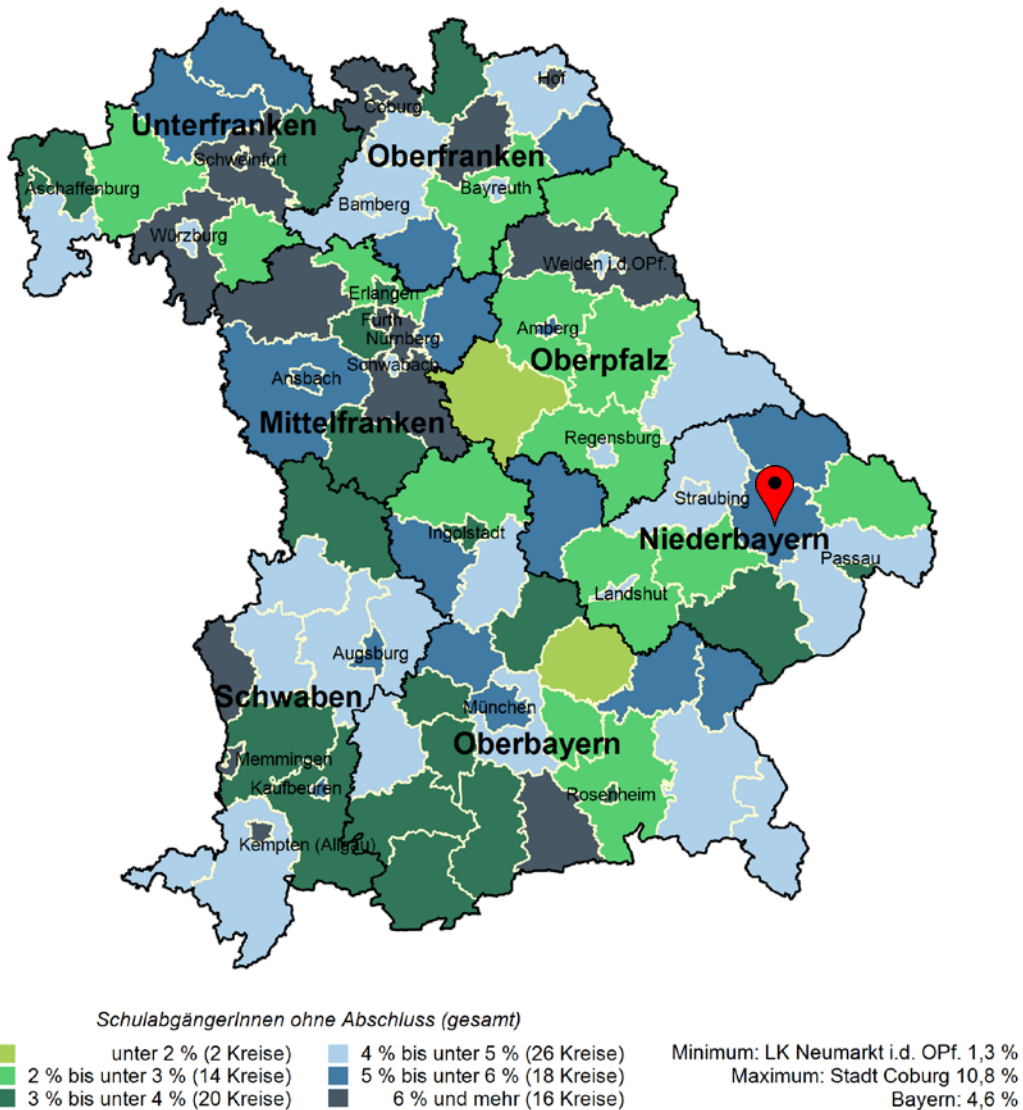 Hof
Coburg
Unterfranken
Oberfranken
Schweinfurt
Aschaffenburg
Bayreuth
Bamberg
Würzburg
Weiden i.d.OPf.
Erlangen
Fürth
Nürnberg
Amberg
Schwabach
Oberpfalz
Ansbach
Mittelfranken
Regensburg
Straubing
Ingolstadt
Niederbayern
Passau
Landshut
Augsburg
Schwaben
München
Oberbayern
Memmingen
Kaufbeuren
Rosenheim
Kempten (Allgäu)
SchulabgängerInnen ohne Abschluss (gesamt)
unter 2 % (2 Kreise)
2 % bis unter 3 % (14 Kreise)
3 % bis unter 4 % (20 Kreise)
4 % bis unter 5 % (26 Kreise)
5 % bis unter 6 % (18 Kreise)
6 % und mehr (16 Kreise)
Minimum: LK Neumarkt i.d. OPf. 1,3 %
Maximum: Stadt Coburg 10,8 %
Bayern: 4,6 %